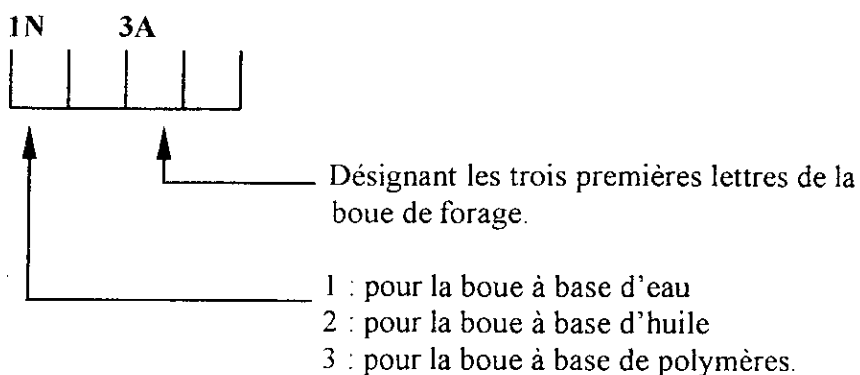 1N 3A
Désignant les trois premières lettres de la
boue de forage.
1 : pour la boue à base d'eau
2 : pour la boue à base d'huile
3 : pour la boue à base de polymères.